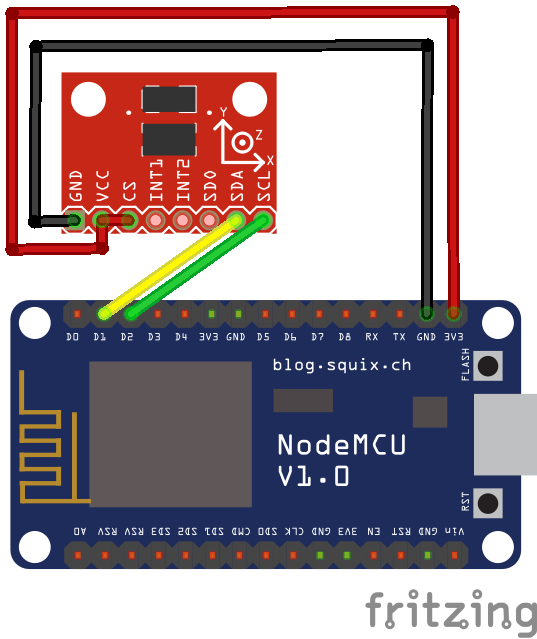 Y
Z
X
GND VCC CS INT1 INT2 SDO SDA SCL
D0 D1 D2 D3 D4 3V3 GND D5 D6 D7 D8 RX TX GND 3V3
blog.squix.ch
FLASH
NodeMCU
V1.0
RST
A0 RSV RSV SD3 SD2 SD1 CMD SD0 CLK GND 3V3 EN RST GND Vin
fritzing